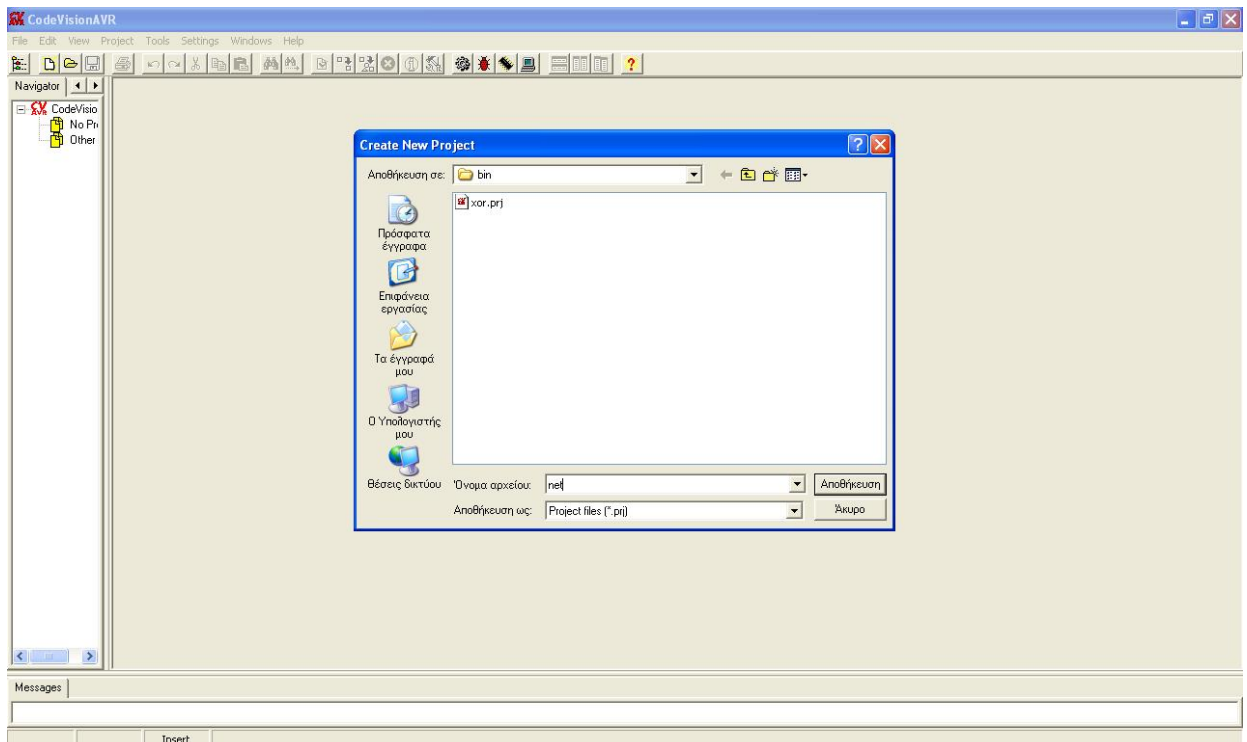 CodeVisionAVR
File Edit View Project Tools Settings Windows Help
Navigator
CodeVisio
No Pr
Other
Create New Project
Αποθήκευση σε: bin
xor.prj
Πρόσφατα
έγγραφα
Επιφάνεια
εργασίας
Τα έγγραφά
μου
Ο Υπολογιστής
μου
Θέσεις δικτύου
Όνομα αρχείου: net
Αποθήκευση
Αποθήκευση ως: Project files (*.prj)
Άκυρο
Messages
Insert